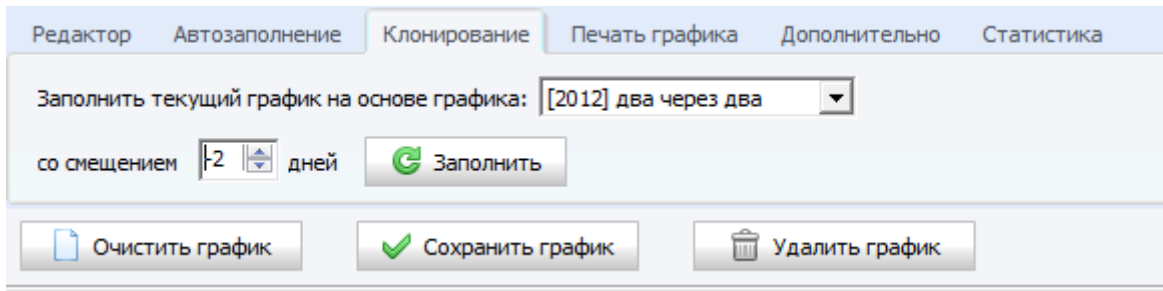 Редактор Автозаполнение Клонирование Печать графика Дополнительно Статистика
Заполнить текущий график на основе графика: [2012] два через два
со смещением -2 дней Заполнить
Очистить график Сохранить график Удалить график